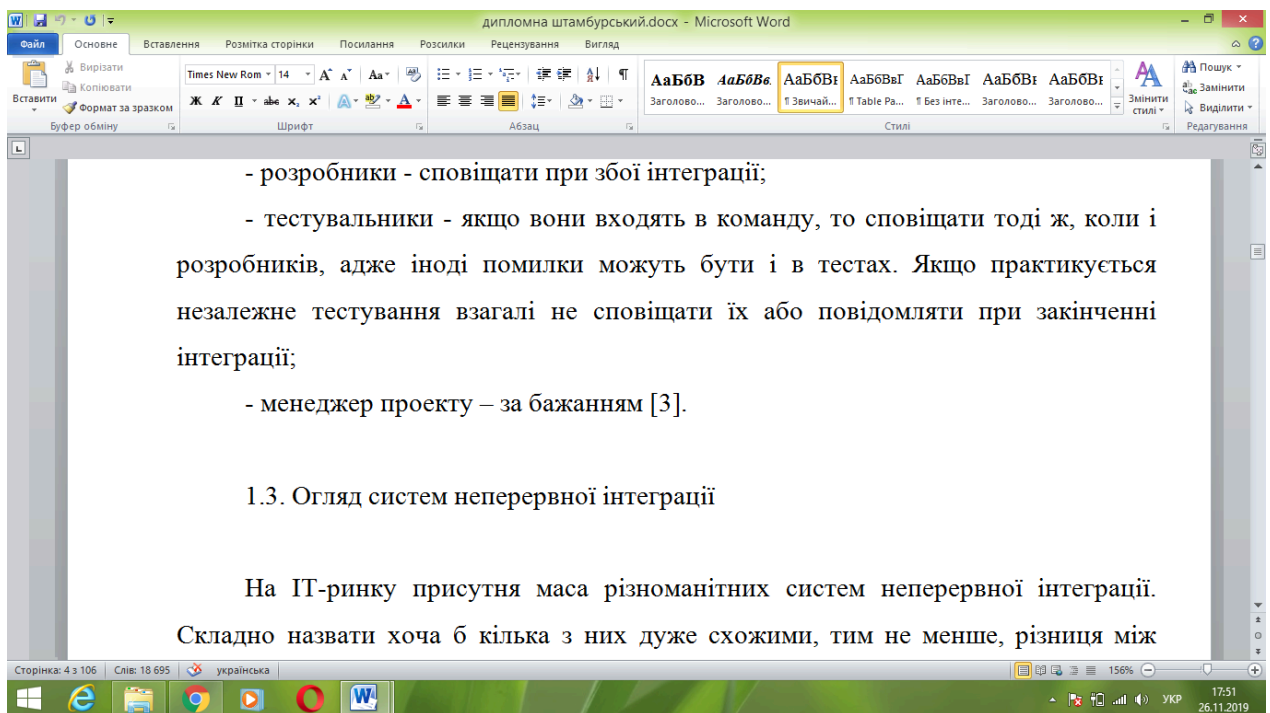 дипломна штамбурський.docx - Microsoft Word
Файл Основне Вставлення Розмітка сторінки Посилання Розсилки Рецензування Вигляд
Вставити
Вирізати
Копіювати
Формат за зразком
Буфер обміну
Times New Rom 14
Шрифт
Абзац
АаБбВ АаБбВв. АаБбВг АаБбВвГ АаБбВвГ АаБбВг АаБбВг
Заголово... Заголово... ¶ Звичай... ¶ Table Pa... ¶ Без інте... Заголово... Заголово...
Змінити стилі
Стилі
Пошук
Замінити
Виділити
Редагування
- розробники - сповіщати при збої інтеграції;
- тестувальники - якщо вони входять в команду, то сповіщати тоді ж, коли і
розробників, адже іноді помилки можуть бути і в тестах. Якщо практикується
незалежне тестування взагалі не сповіщати їх або повідомляти при закінченні
інтеграції;
- менеджер проекту – за бажанням [3].
1.3. Огляд систем неперервної інтеграції
На ІТ-ринку присутня маса різноманітних систем неперервної інтеграції.
Складно назвати хоча б кілька з них дуже схожими, тим не менше, різниця між
Сторінка: 4 з 106 Слів: 18 695 українська 156%
УКР 17:51
26.11.2019